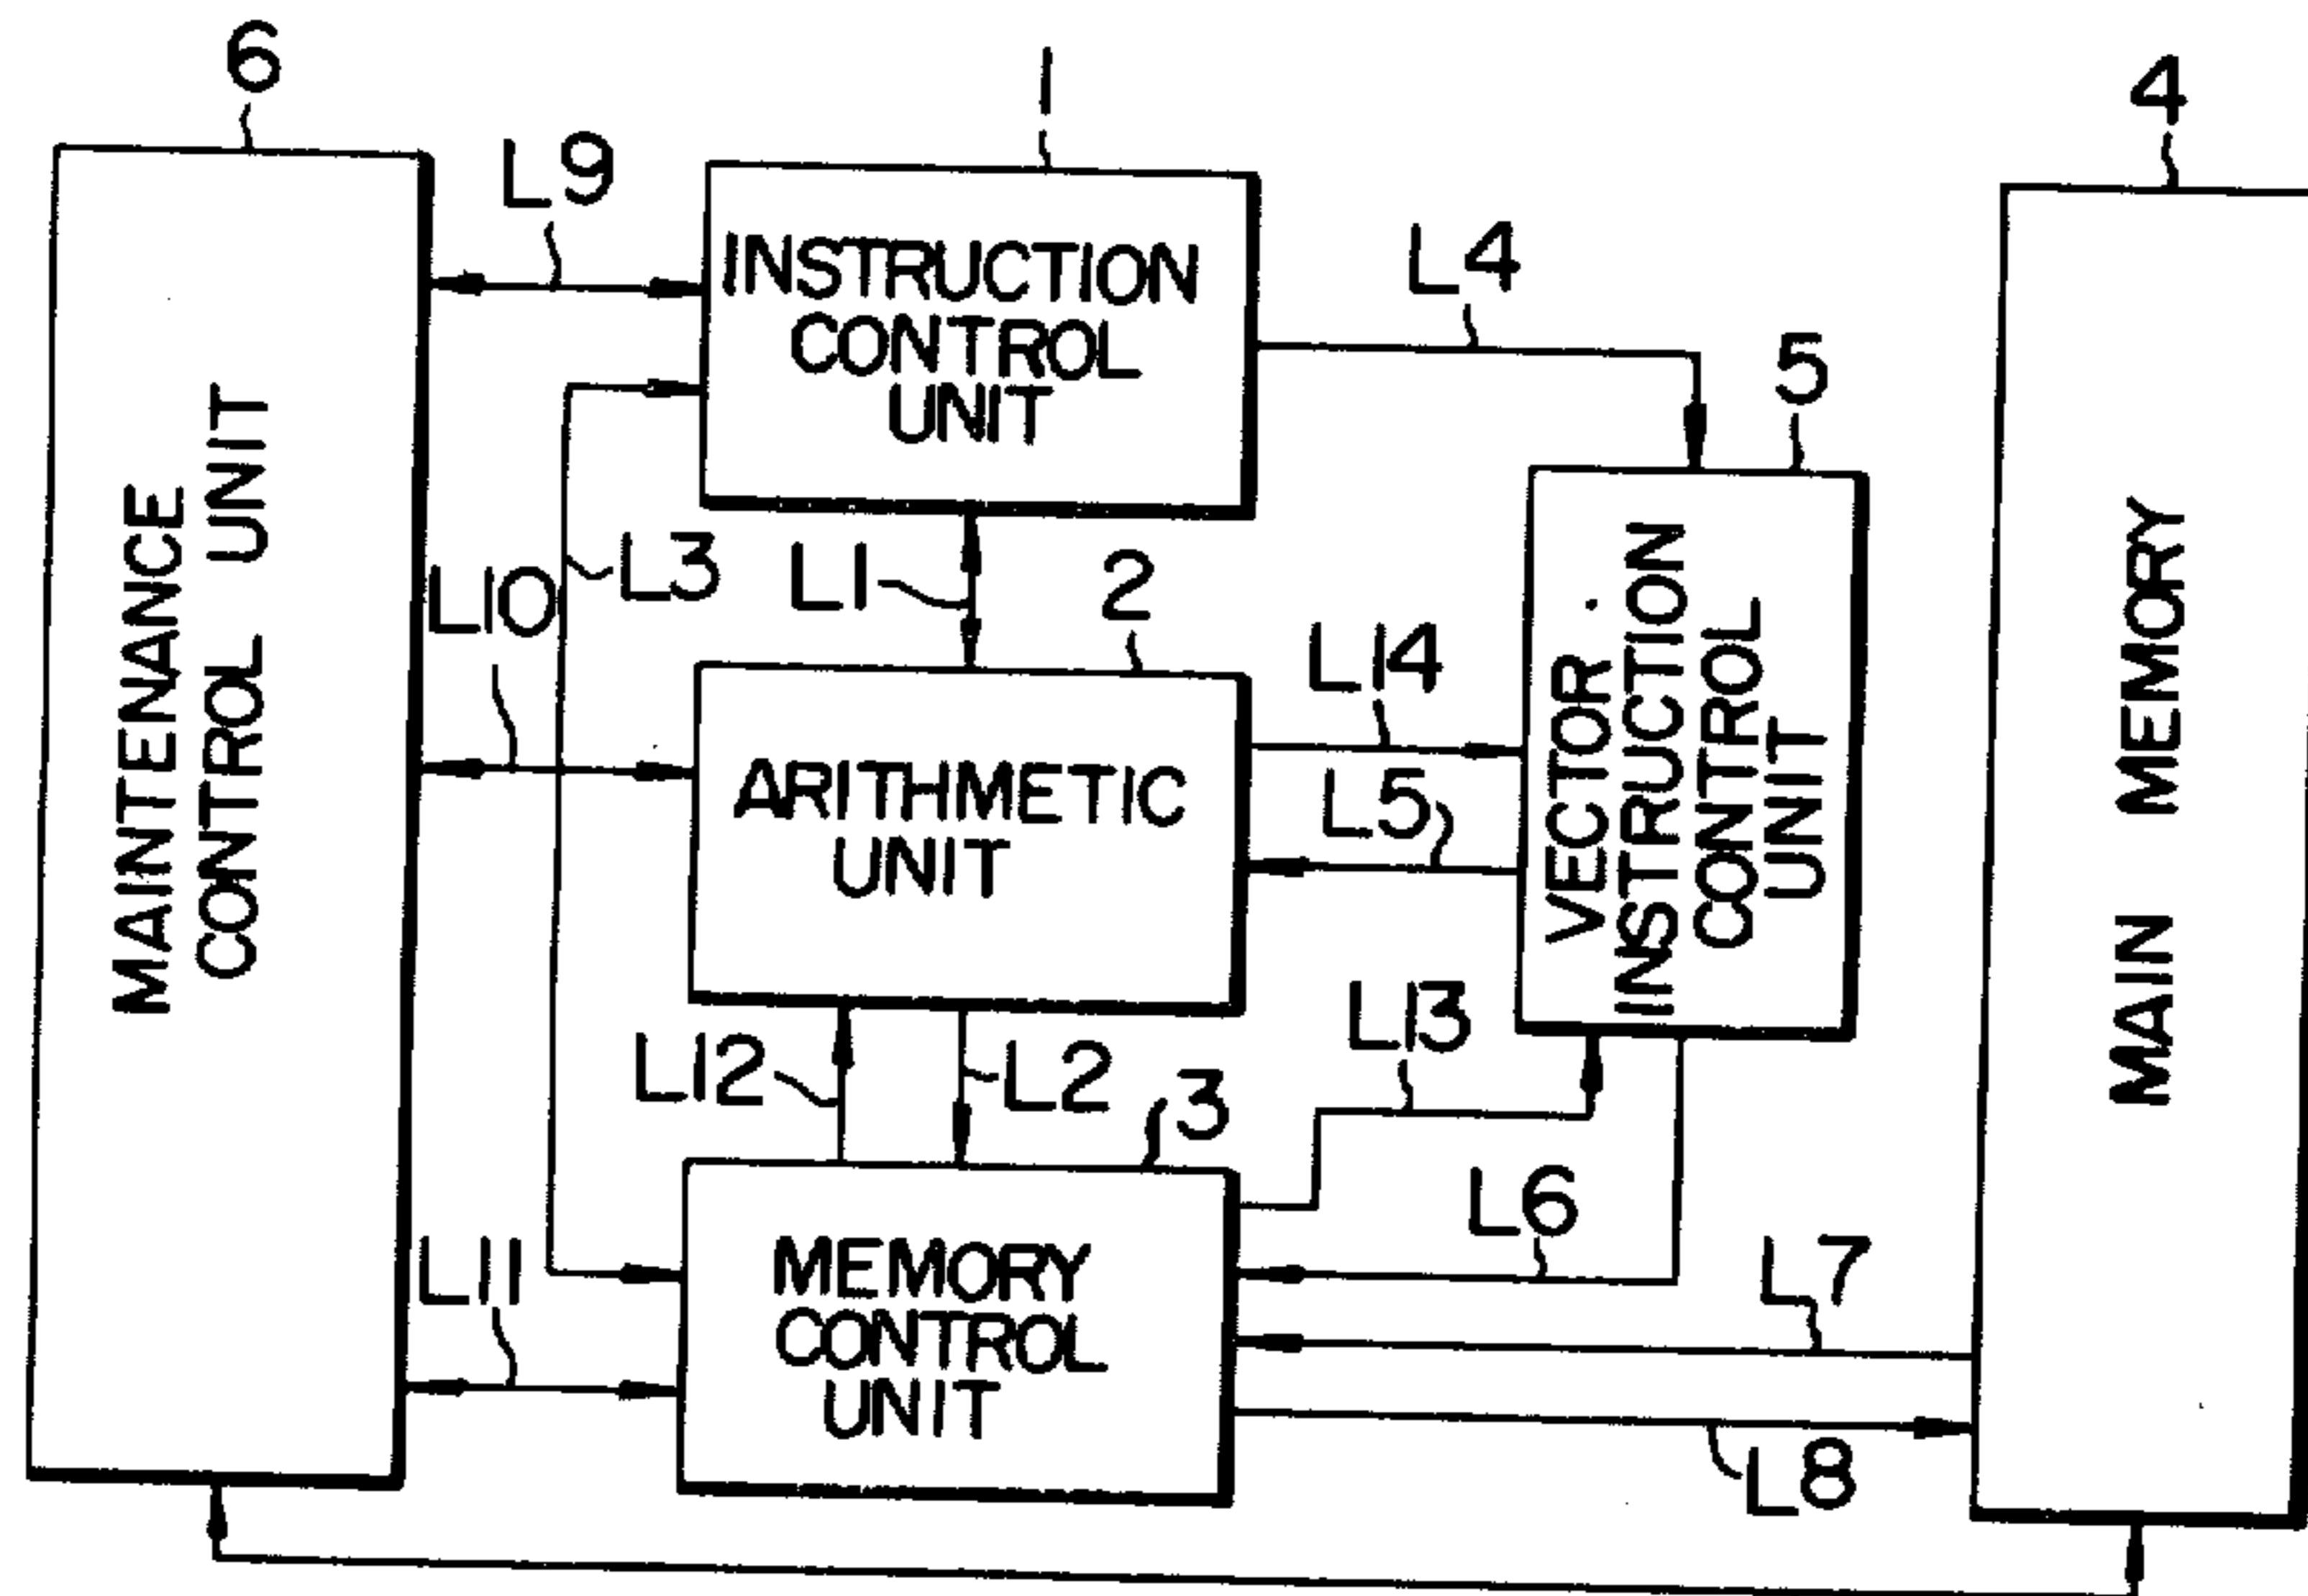 6
1
4
L9
INSTRUCTION
CONTROL
UNIT
L4
5
MAINTENANCE
CONTROL UNIT
L3
L1
2
L10
L14
ARITHMETIC
UNIT
L5
VECTOR
INSTRUCTION
CONTROL
UNIT
MAIN MEMORY
L12
L2
3
L13
L6
L11
MEMORY
CONTROL
UNIT
L7
L8